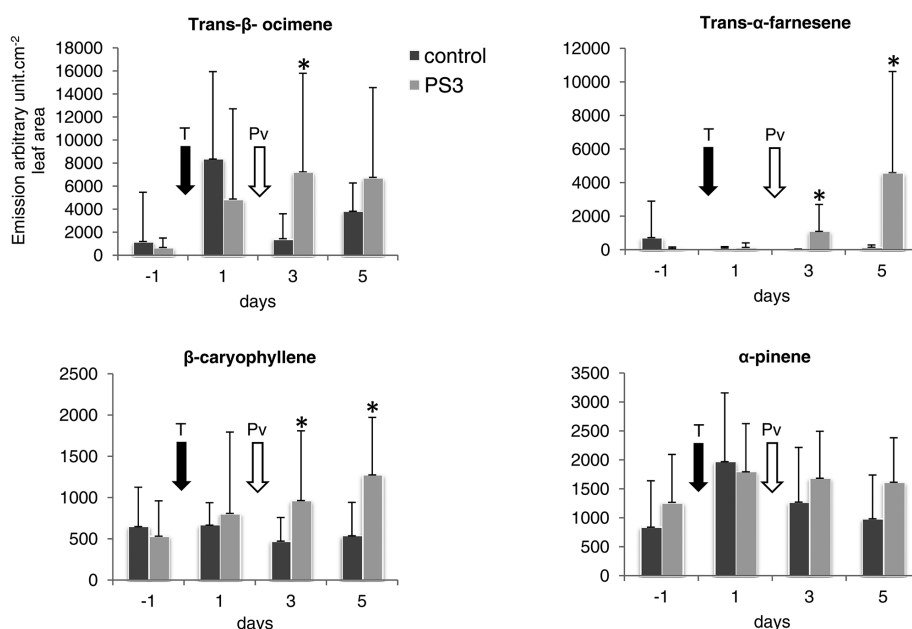 Trans-β- ocimene
Emission arbitrary unit.cm-2
leaf area
18000
16000
14000
12000
10000
8000
6000
4000
2000
0
T
Pv
*
control
PS3
-1 1 3 5
days
Trans-α-farnesene
12000
10000
8000
6000
4000
2000
0
T
Pv
*
*
-1 1 3 5
days
β-caryophyllene
2500
2000
1500
1000
500
0
T
Pv
*
*
-1 1 3 5
days
α-pinene
3500
3000
2500
2000
1500
1000
500
0
T
Pv
-1 1 3 5
days